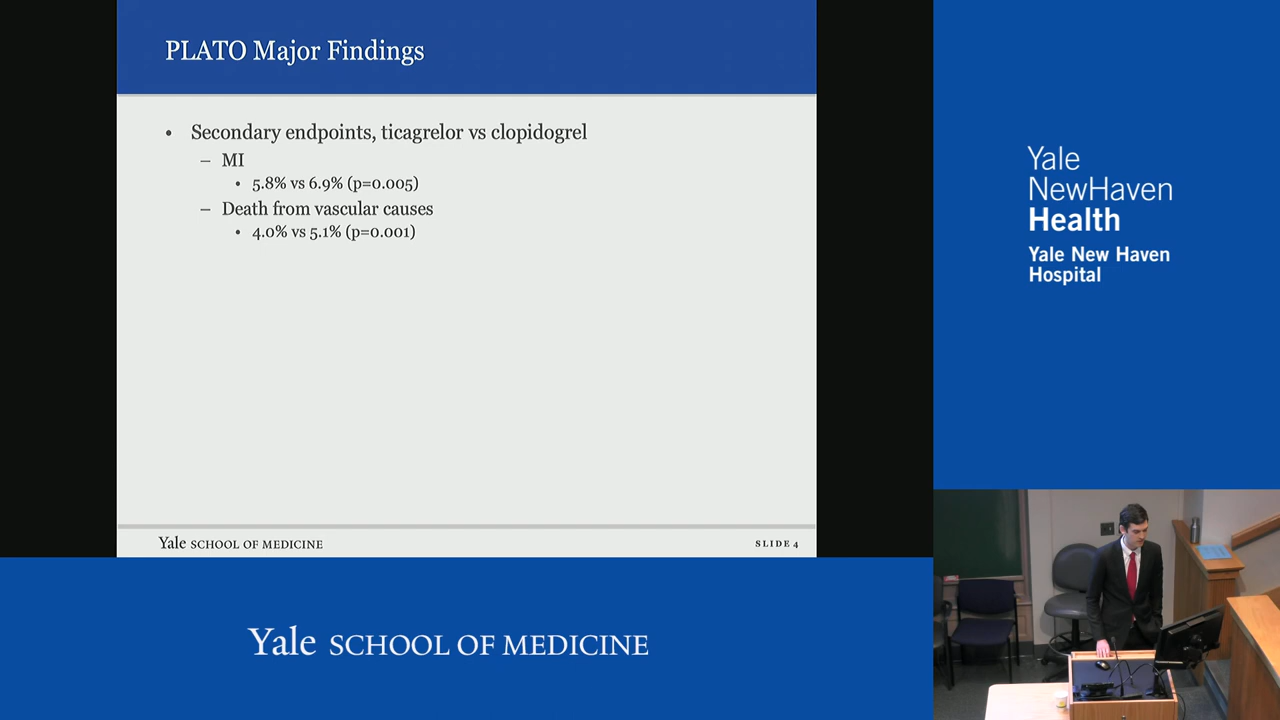 PLATO Major Findings
• Secondary endpoints, ticagrelor vs clopidogrel
– MI
• 5.8% vs 6.9% (p=0.005)
– Death from vascular causes
• 4.0% vs 5.1% (p=0.001)
Yale SCHOOL OF MEDICINE
SLIDE 4
Yale
NewHaven
Health
Yale New Haven
Hospital
Yale SCHOOL OF MEDICINE